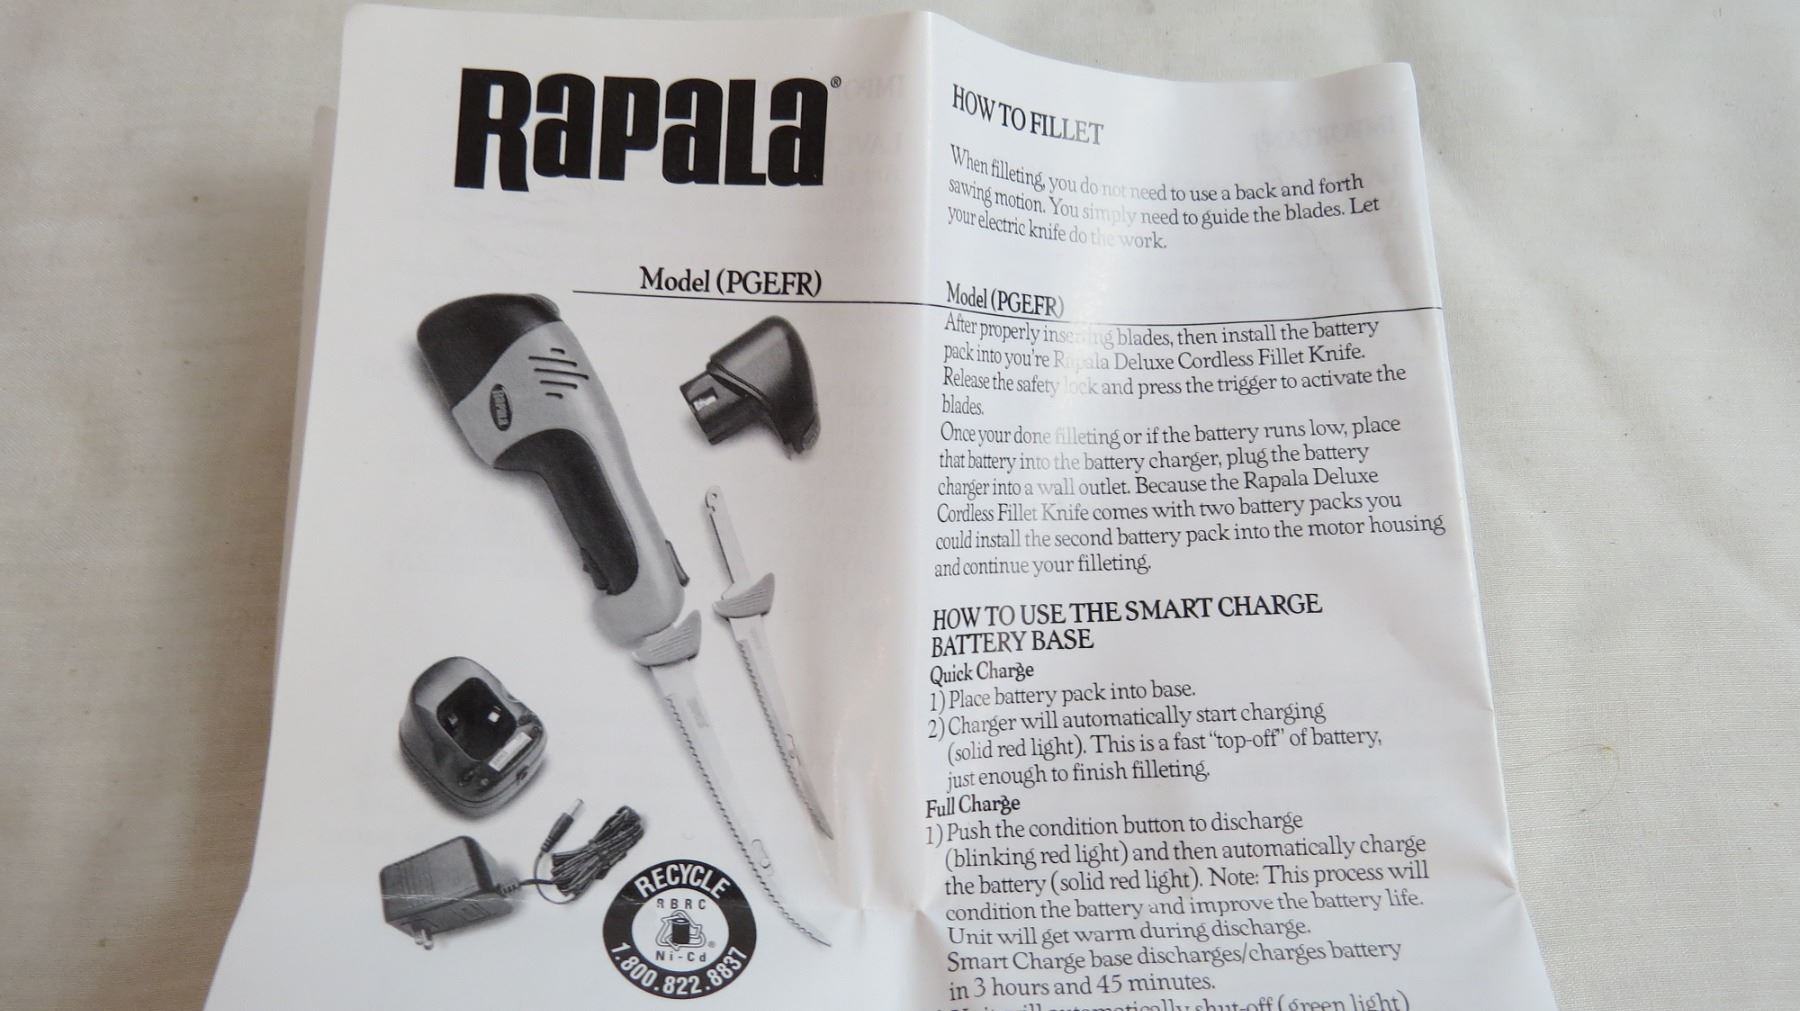 RAPALA®
Model (PGEFR)
RECYCLE
RBRC
®
Ni-Cd
1.800.822.8837
HOW TO FILLET
When filleting, you do not need to use a back and forth
sawing motion. You simply need to guide the blades. Let
your electric knife do the work.
Model (PGEFR)
After properly inserting blades, then install the battery
pack into you're Rapala Deluxe Cordless Fillet Knife.
Release the safety lock and press the trigger to activate the
blades.
Once your done filleting or if the battery runs low, place
that battery into the battery charger, plug the battery
charger into a wall outlet. Because the Rapala Deluxe
Cordless Fillet Knife comes with two battery packs you
could install the second battery pack into the motor housing
and continue your filleting.
HOW TO USE THE SMART CHARGE
BATTERY BASE
Quick Charge
1) Place battery pack into base.
2) Charger will automatically start charging
(solid red light). This is a fast "top-off" of battery,
just enough to finish filleting.
Full Charge
1) Push the condition button to discharge
(blinking red light) and then automatically charge
the battery (solid red light). Note: This process will
condition the battery and improve the battery life.
Unit will get warm during discharge.
Smart Charge base discharges/charges battery
in 3 hours and 45 minutes.
will automatically shut-off (green light)